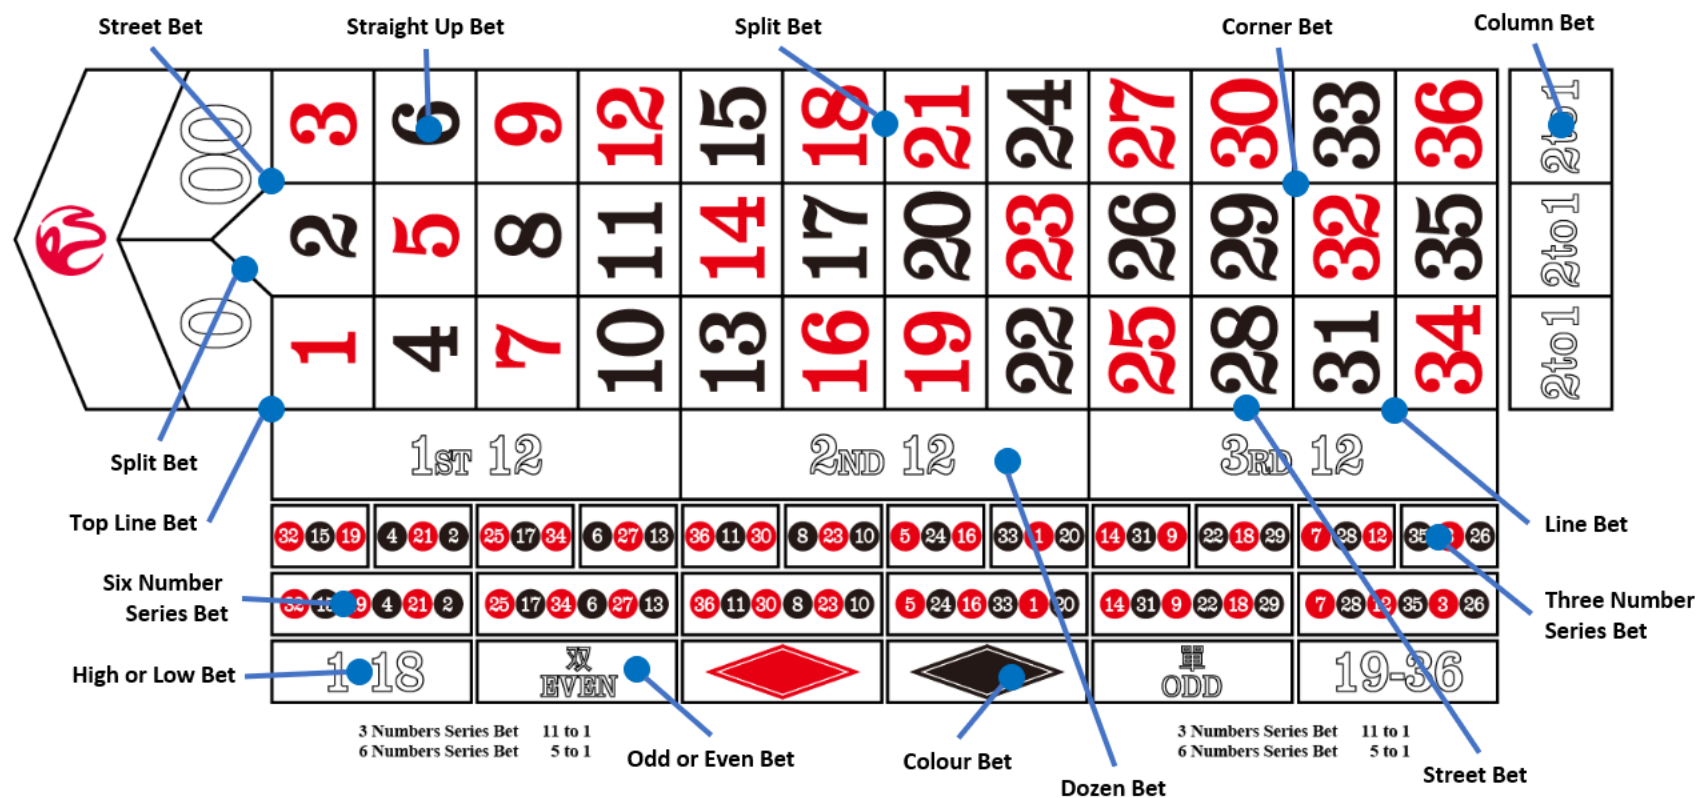 Street Bet
Straight Up Bet
Split Bet
Corner Bet
Column Bet
00 3 6 9 12 15 18 21 24 27 30 33 36 2to1
2 5 8 11 14 17 20 23 26 29 32 35 2to1
0 1 4 7 10 13 16 19 22 25 28 31 34 2to1
Split Bet
1ST 12 2ND 12 3RD 12
Top Line Bet
Line Bet
32 15 19 4 21 2 25 17 34 6 27 13 36 11 30 8 23 10 5 24 16 33 1 20 14 31 9 22 18 29 7 28 12 35 3 26
Six Number
Series Bet
32 15 19 4 21 2 25 17 34 6 27 13 36 11 30 8 23 10 5 24 16 33 1 20 14 31 9 22 18 29 7 28 12 35 3 26
Three Number
Series Bet
High or Low Bet
1-18
双
EVEN
單
ODD
19-36
3 Numbers Series Bet 11 to 1
6 Numbers Series Bet 5 to 1
3 Numbers Series Bet 11 to 1
6 Numbers Series Bet 5 to 1
Odd or Even Bet
Colour Bet
Dozen Bet
Street Bet